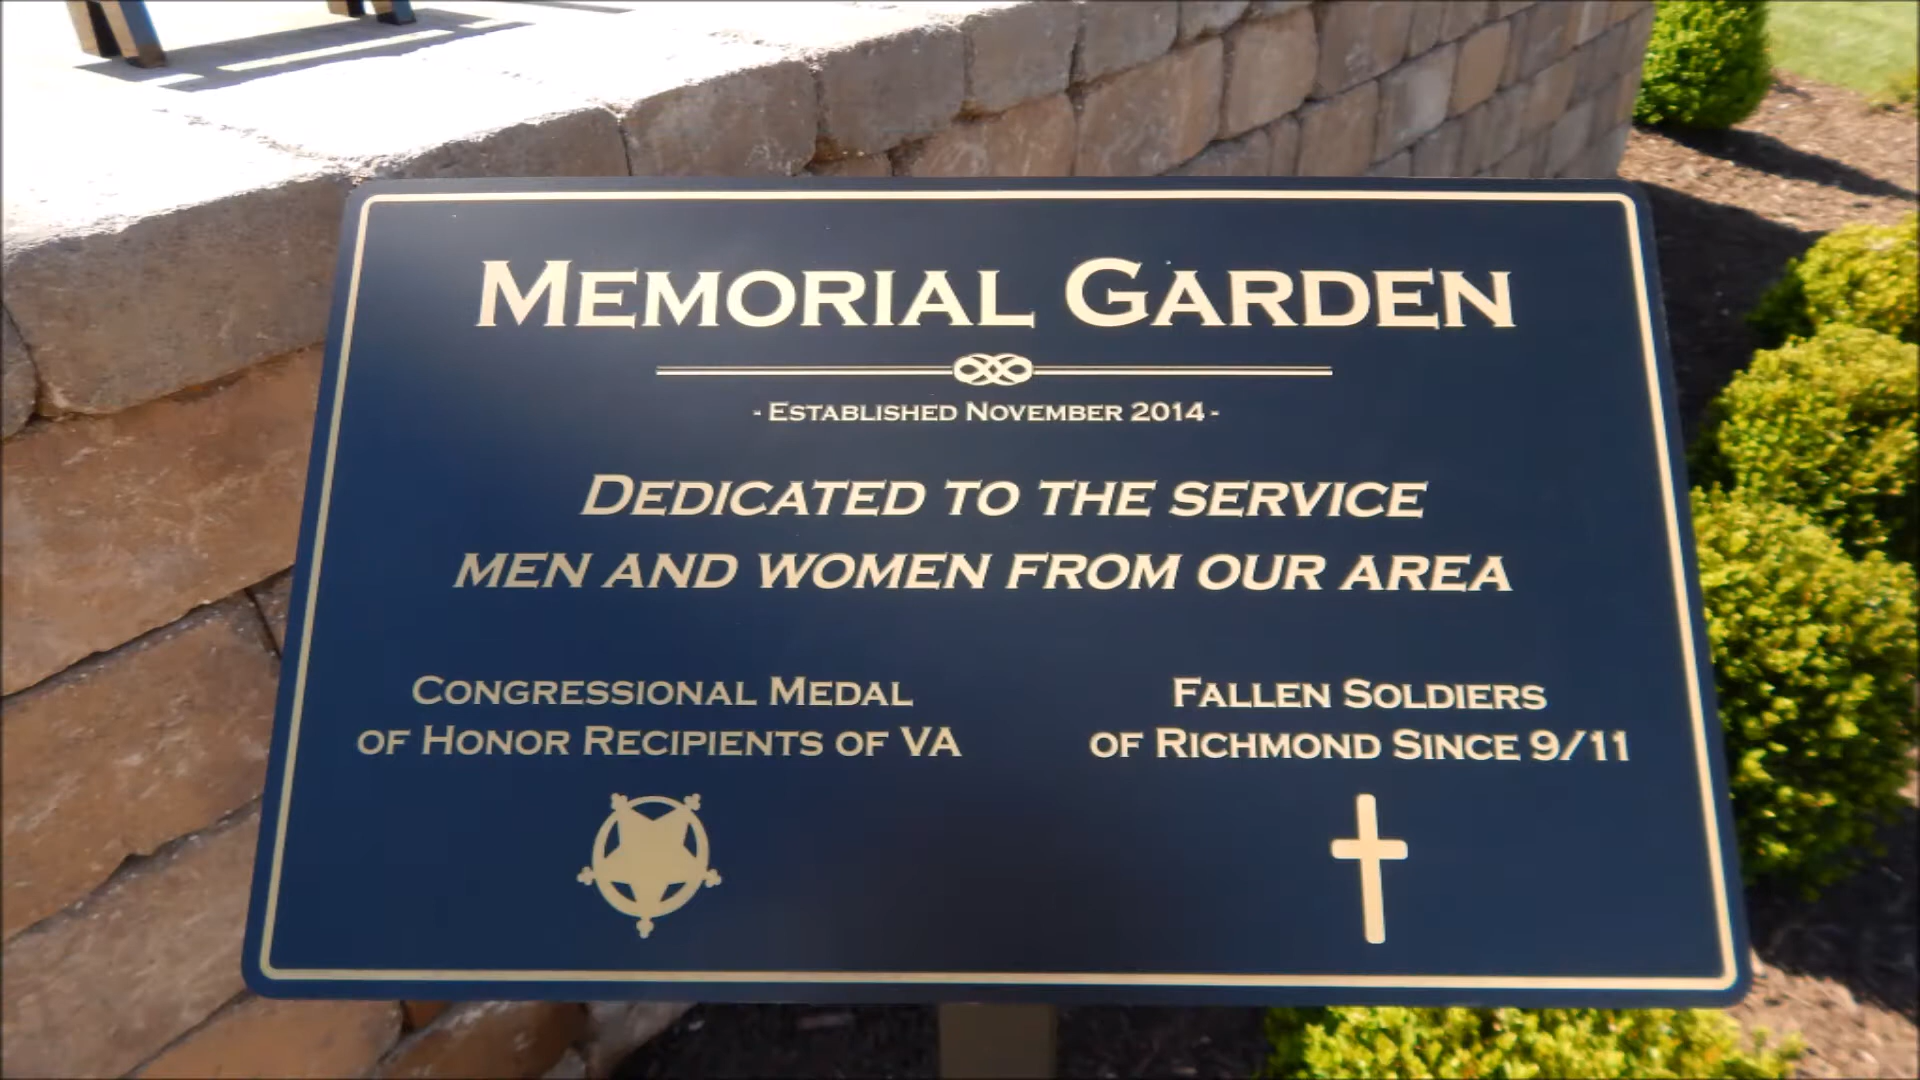 MEMORIAL GARDEN
- ESTABLISHED NOVEMBER 2014 -
DEDICATED TO THE SERVICE
MEN AND WOMEN FROM OUR AREA
CONGRESSIONAL MEDAL
OF HONOR RECIPIENTS OF VA
FALLEN SOLDIERS
OF RICHMOND SINCE 9/11